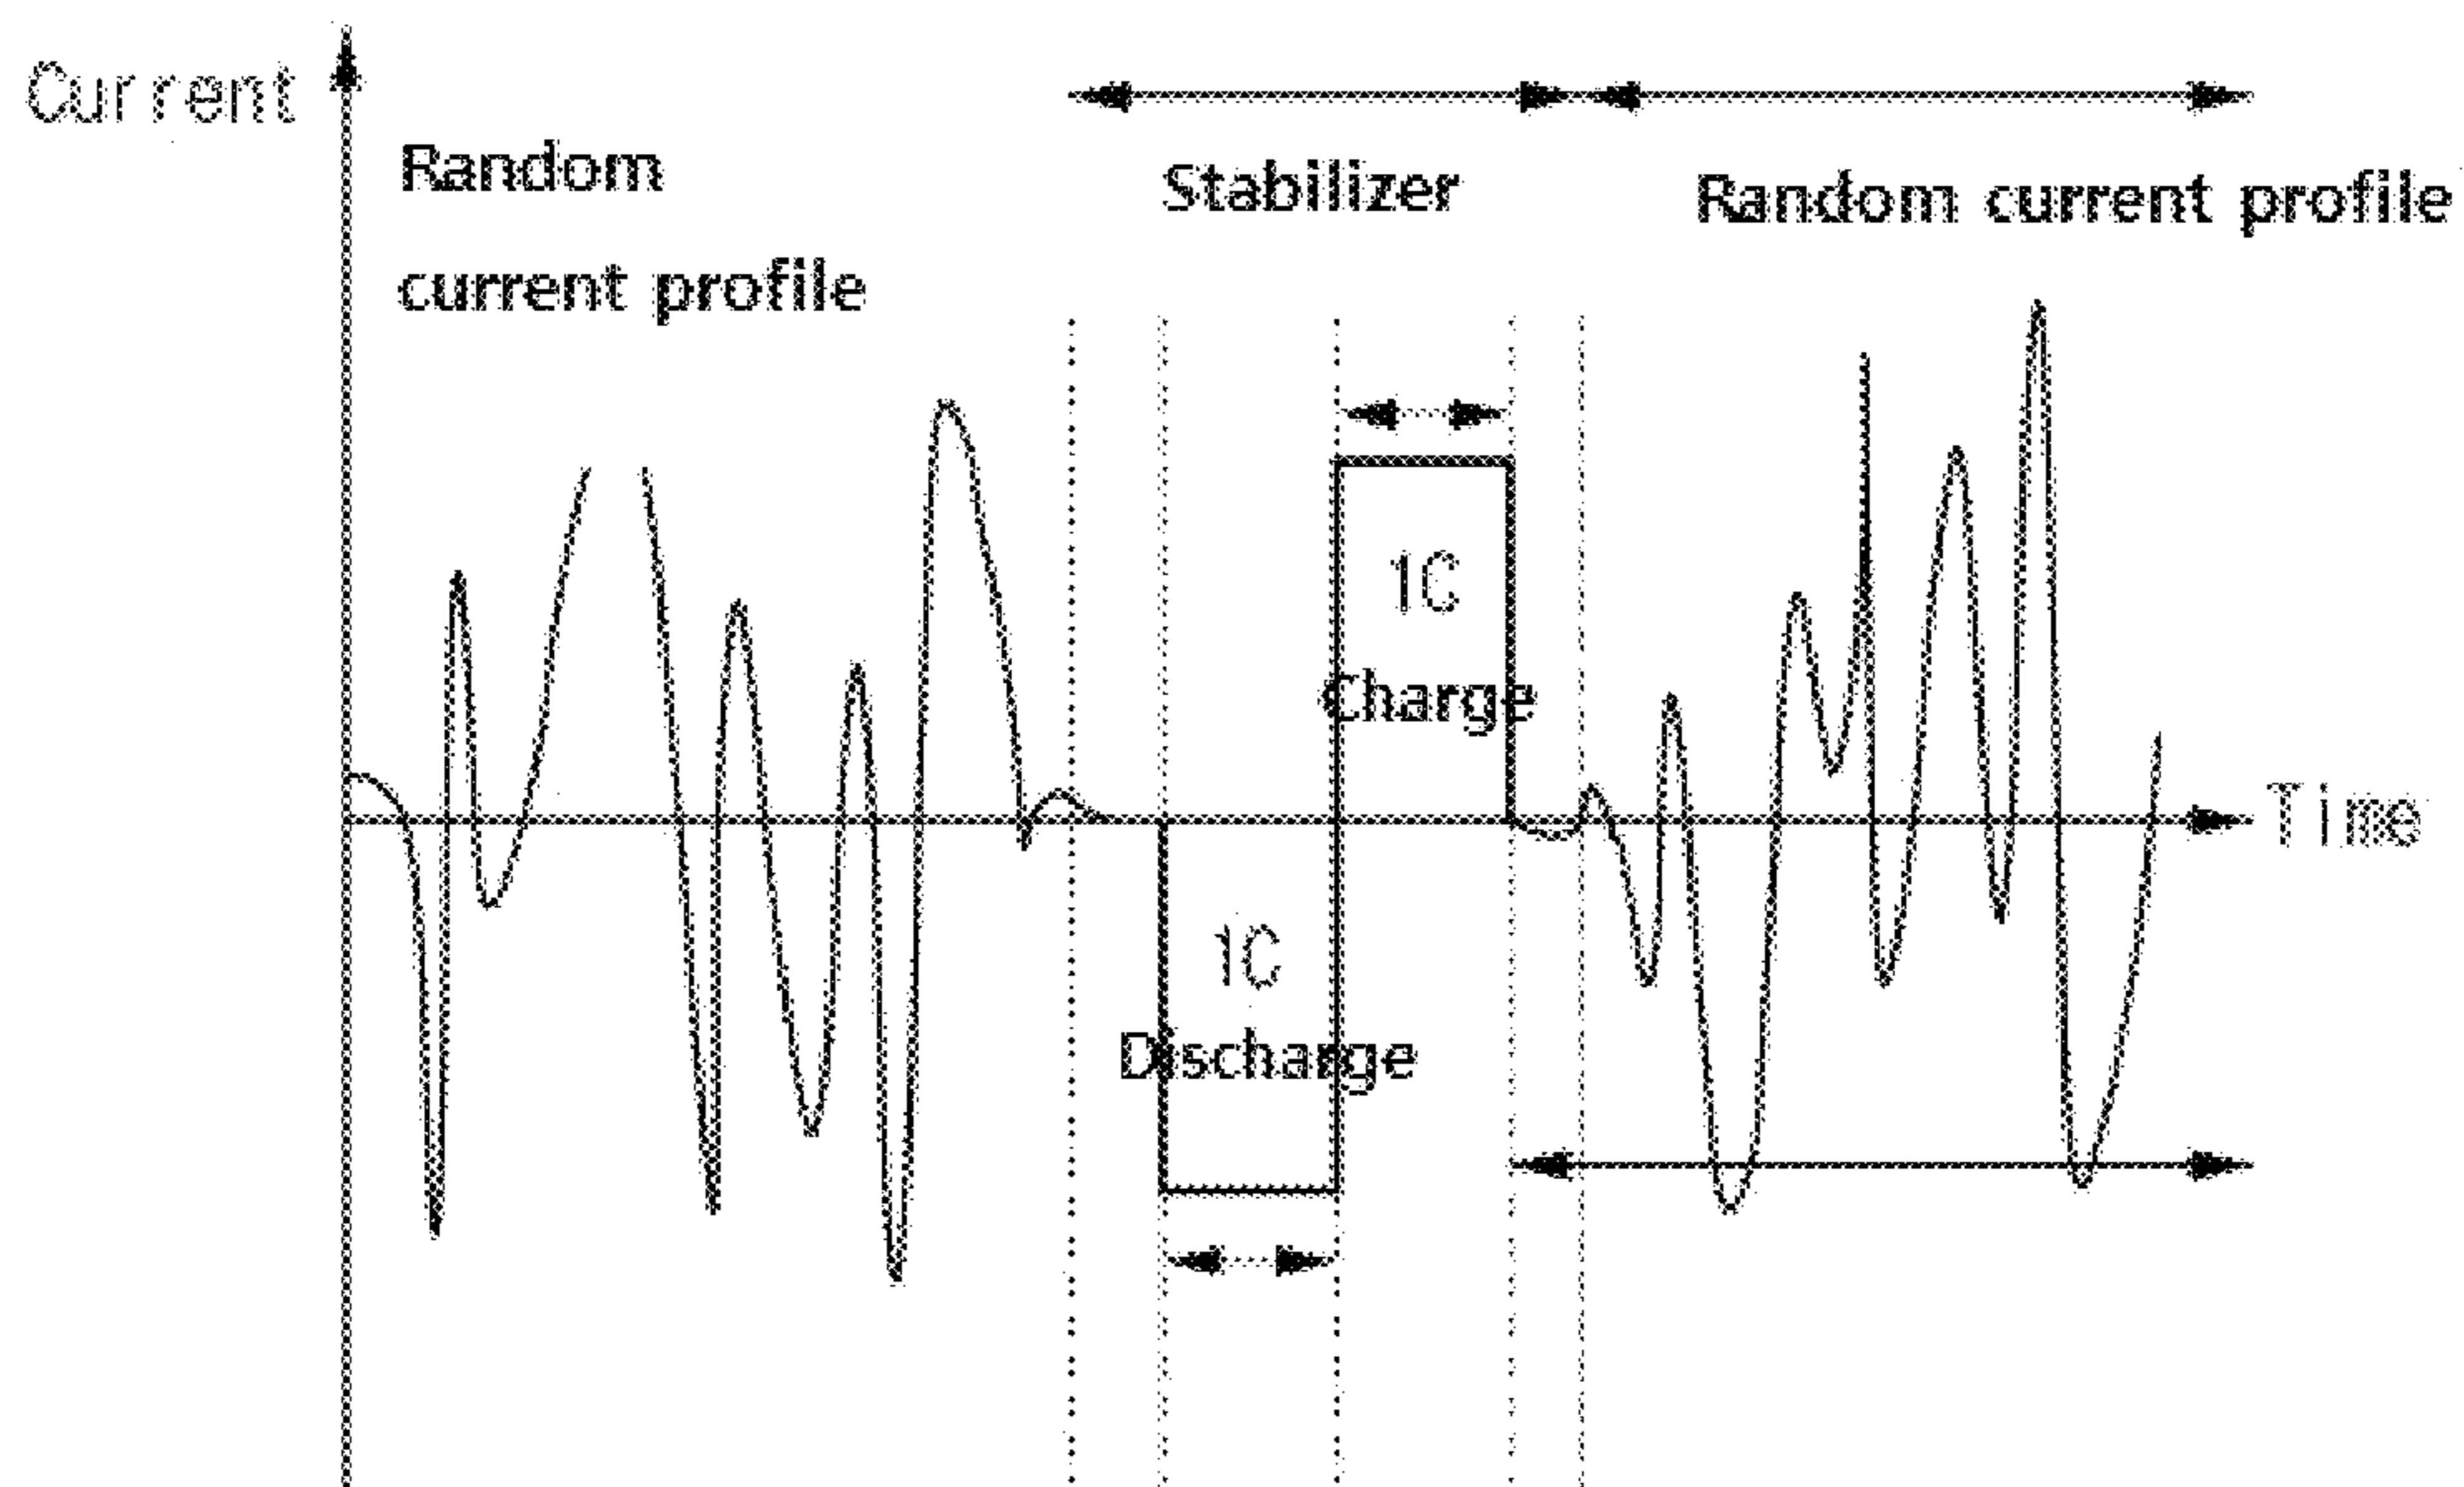 Current
Random
current profile
Stabilizer
Random current profile
1C
Charge
Time
1C
Discharge